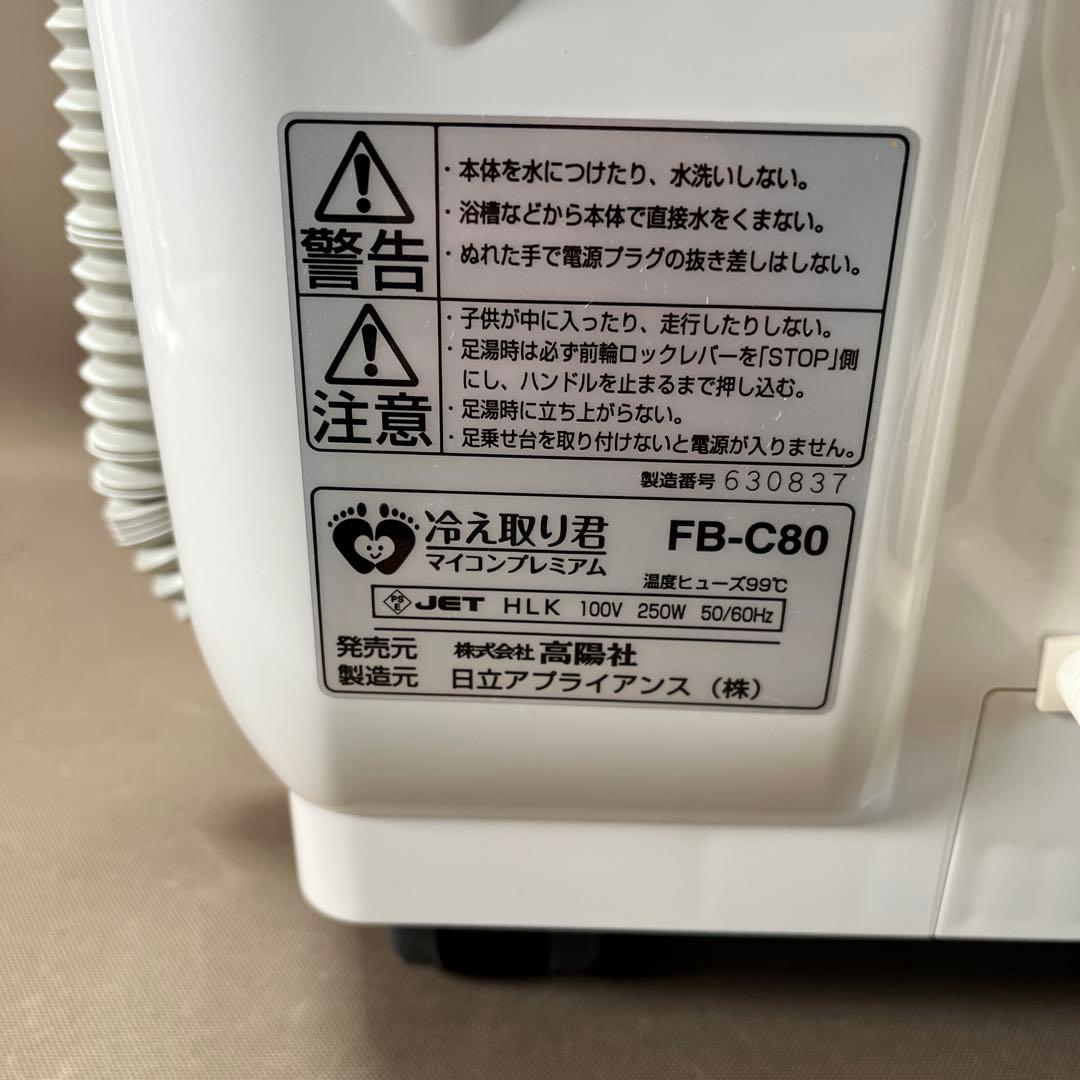 警告
・本体を水につけたり、水洗いしない。
・浴槽などから本体で直接水をくまない。
・ぬれた手で電源プラグの抜き差しはしない。
注意
・子供が中に入ったり、走行したりしない。
・足湯時は必ず前輪ロックレバーを「STOP」側
にし、ハンドルを止まるまで押し込む。
・足湯時に立ち上がらない。
・足乗せ台を取り付けないと電源が入りません。
製造番号 630837
冷え取り君 FB-C80
マイコンプレミアム
温度ヒューズ99℃
PSE JET HLK 100V 250W 50/60Hz
発売元 株式会社 高陽社
製造元 日立アプライアンス(株)